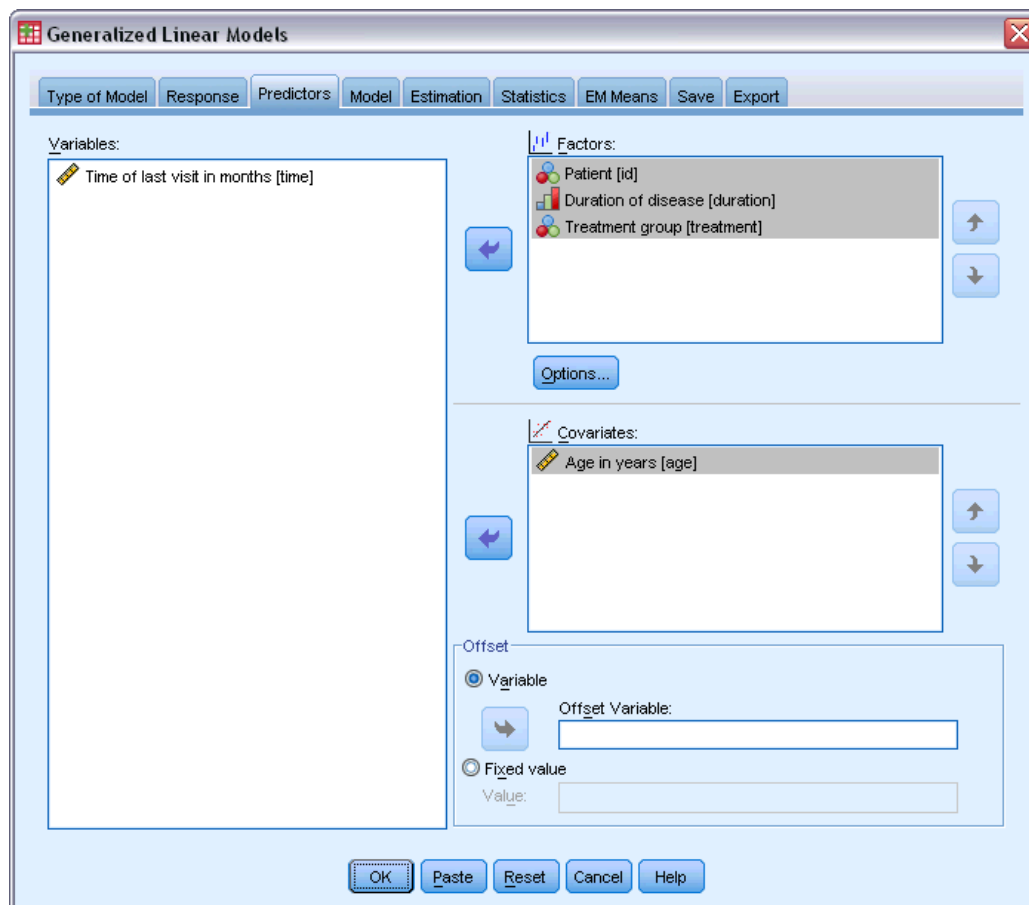 Generalized Linear Models
Type of Model Response Predictors Model Estimation Statistics EM Means Save Export
Variables:
Time of last visit in months [time]
Factors:
Patient [id]
Duration of disease [duration]
Treatment group [treatment]
Options...
Covariates:
Age in years [age]
Offset
Variable
Offset Variable:
Fixed value
Value:
OK Paste Reset Cancel Help